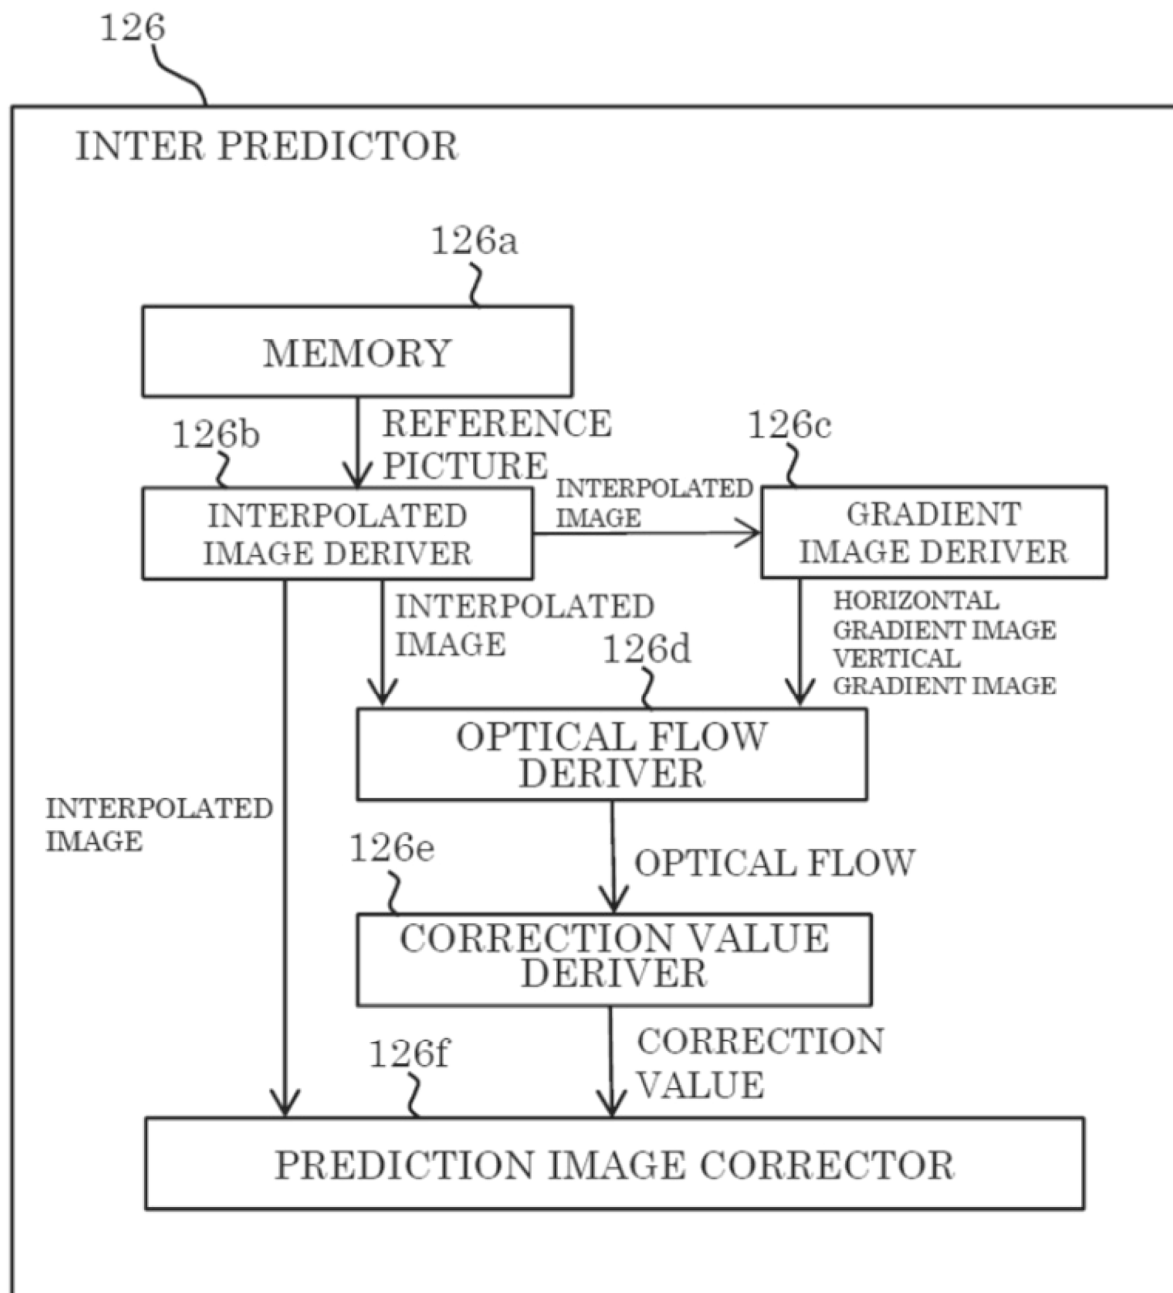 126
INTER PREDICTOR
126a
MEMORY
REFERENCE
PICTURE
126b
126c
INTERPOLATED
IMAGE
INTERPOLATED
IMAGE DERIVER
GRADIENT
IMAGE DERIVER
INTERPOLATED
IMAGE
HORIZONTAL
GRADIENT IMAGE
VERTICAL
GRADIENT IMAGE
126d
OPTICAL FLOW
DERIVER
INTERPOLATED
IMAGE
OPTICAL FLOW
126e
CORRECTION VALUE
DERIVER
CORRECTION
VALUE
126f
PREDICTION IMAGE CORRECTOR